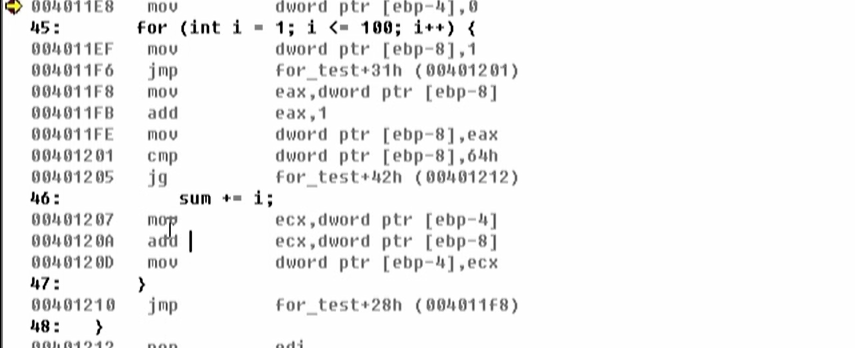 004011E8 mov dword ptr [ebp-4],0
45: for (int i = 1; i <= 100; i++) {
004011EF mov dword ptr [ebp-8],1
004011F6 jmp for_test+31h (00401201)
004011F8 mov eax,dword ptr [ebp-8]
004011FB add eax,1
004011FE mov dword ptr [ebp-8],eax
00401201 cmp dword ptr [ebp-8],64h
00401205 jg for_test+42h (00401212)
46: sum += i;
00401207 mov ecx,dword ptr [ebp-4]
0040120A add ecx,dword ptr [ebp-8]
0040120D mov dword ptr [ebp-4],ecx
47: }
00401210 jmp for_test+28h (004011f8)
48: }
00401212 pop edi